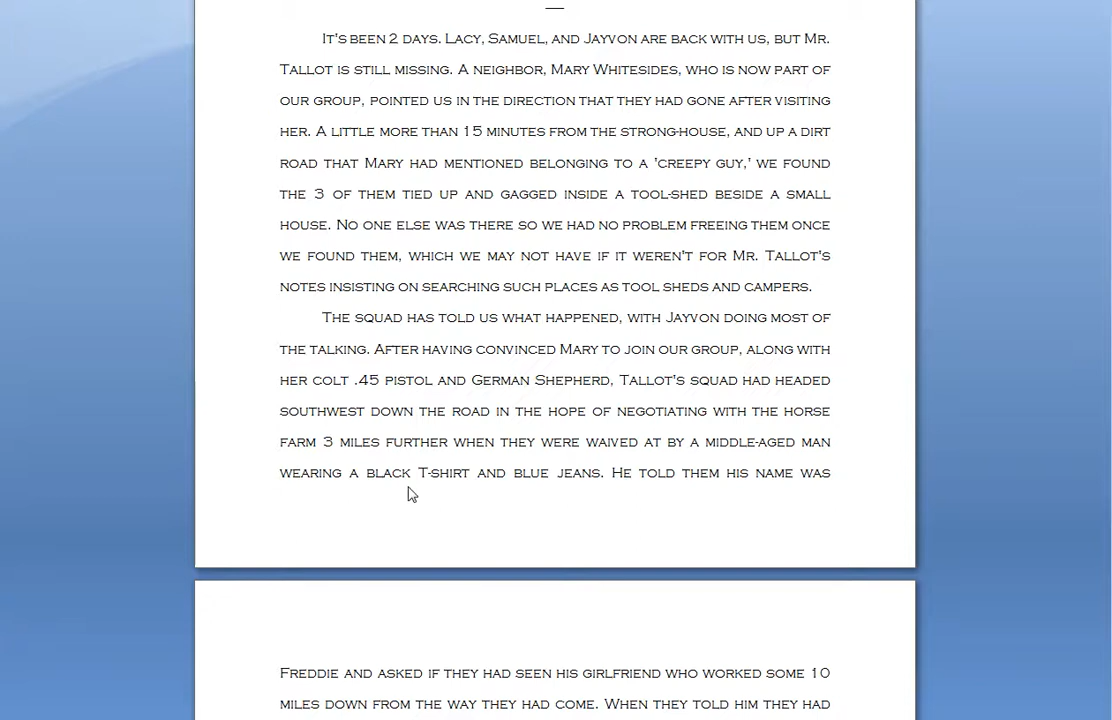 It's been 2 days. Lacy, Samuel, and Jayvon are back with us, but Mr.
Tallot is still missing. A neighbor, Mary Whitesides, who is now part of
our group, pointed us in the direction that they had gone after visiting
her. A little more than 15 minutes from the strong-house, and up a dirt
road that Mary had mentioned belonging to a 'creepy guy,' we found
the 3 of them tied up and gagged inside a tool-shed beside a small
house. No one else was there so we had no problem freeing them once
we found them, which we may not have if it weren't for Mr. Tallot's
notes insisting on searching such places as tool sheds and campers.
The squad has told us what happened, with Jayvon doing most of
the talking. After having convinced Mary to join our group, along with
her colt .45 pistol and German Shepherd, Tallot's squad had headed
southwest down the road in the hope of negotiating with the horse
farm 3 miles further when they were waived at by a middle-aged man
wearing a black T-shirt and blue jeans. He told them his name was
Freddie and asked if they had seen his girlfriend who worked some 10
miles down from the way they had come. When they told him they had